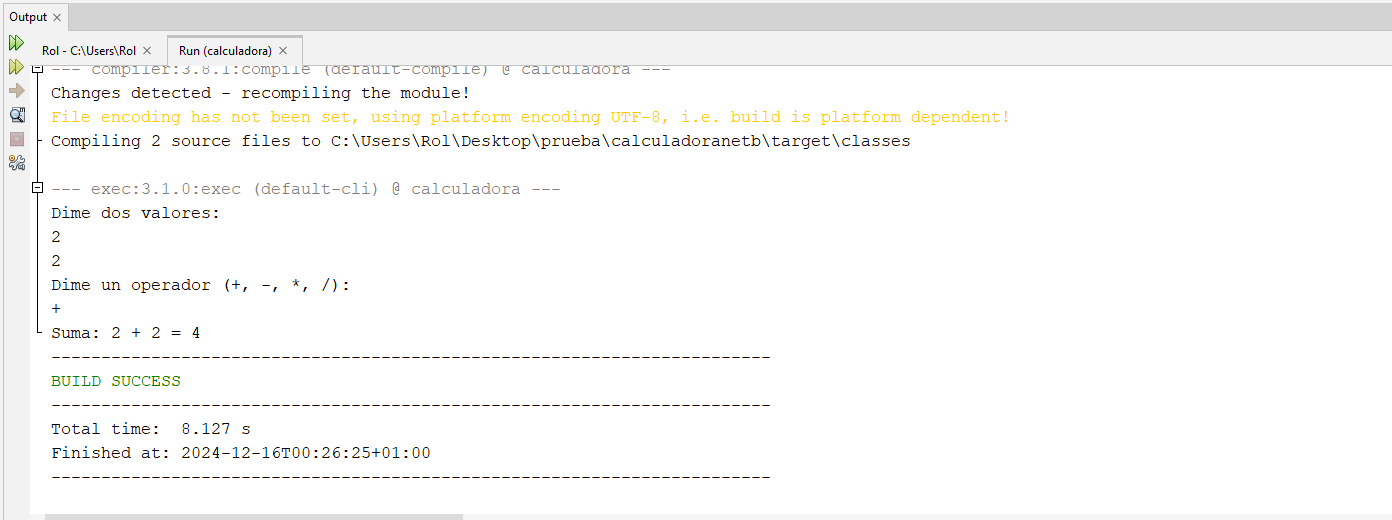 Output
Rol - C:\Users\Rol
Run (calculadora)
--- compiler:3.8.1:compile (default-compile) @ calculadora ---
Changes detected - recompiling the module!
File encoding has not been set, using platform encoding UTF-8, i.e. build is platform dependent!
Compiling 2 source files to C:\Users\Rol\Desktop\prueba\calculadoranetb\target\classes
--- exec:3.1.0:exec (default-cli) @ calculadora ---
Dime dos valores:
2
2
Dime un operador (+, -, *, /):
+
Suma: 2 + 2 = 4
------------------------------------------------------------------------
BUILD SUCCESS
------------------------------------------------------------------------
Total time:  8.127 s
Finished at: 2024-12-16T00:26:25+01:00
------------------------------------------------------------------------